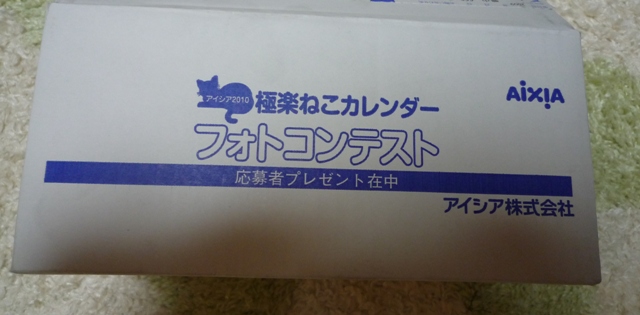 アイシア2010
極楽ねこカレンダー
AIXIA
フォトコンテスト
応募者プレゼント在中
アイシア株式会社